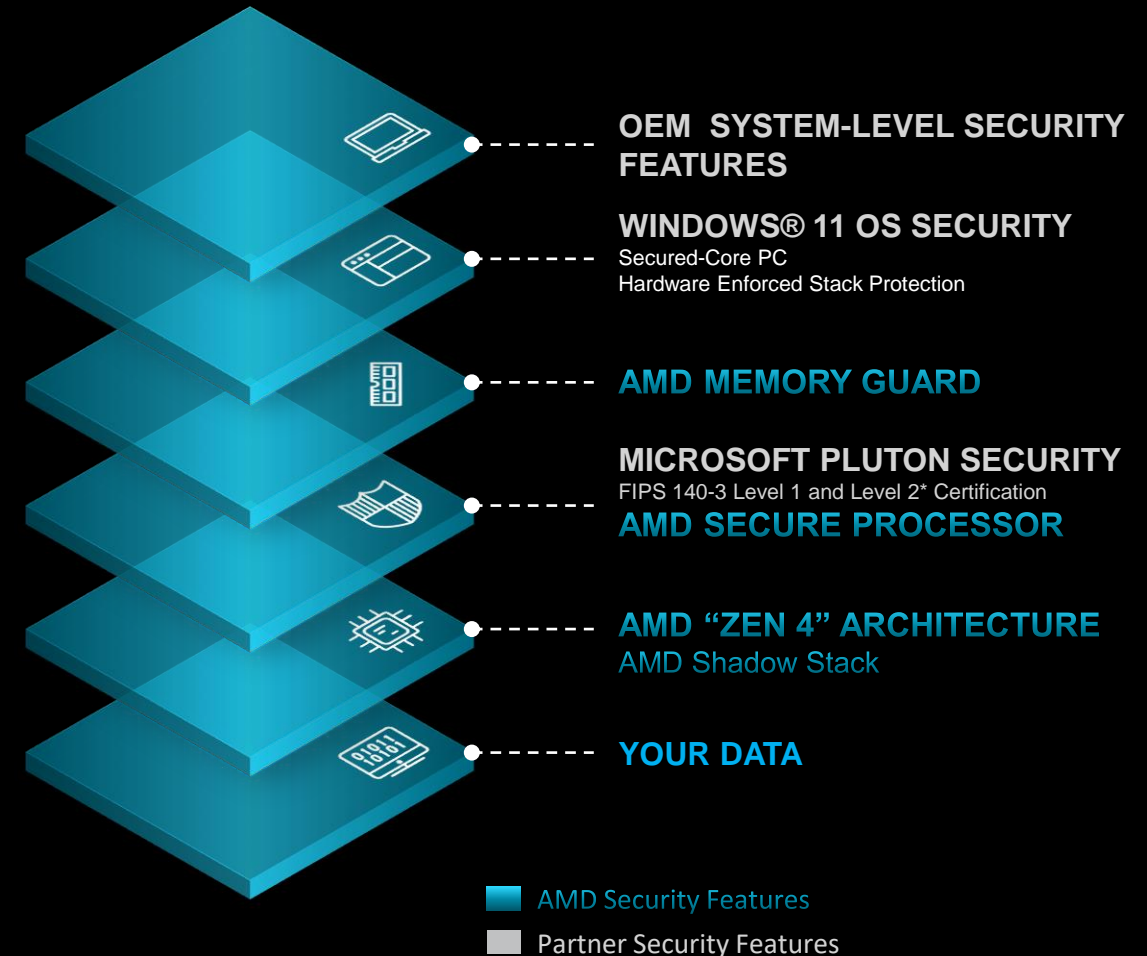 OEM SYSTEM-LEVEL SECURITY
FEATURES
WINDOWS® 11 OS SECURITY
Secured-Core PC
Hardware Enforced Stack Protection
AMD MEMORY GUARD
MICROSOFT PLUTON SECURITY
FIPS 140-3 Level 1 and Level 2* Certification
AMD SECURE PROCESSOR
AMD “ZEN 4” ARCHITECTURE
AMD Shadow Stack
01011
10101
YOUR DATA
AMD Security Features
Partner Security Features